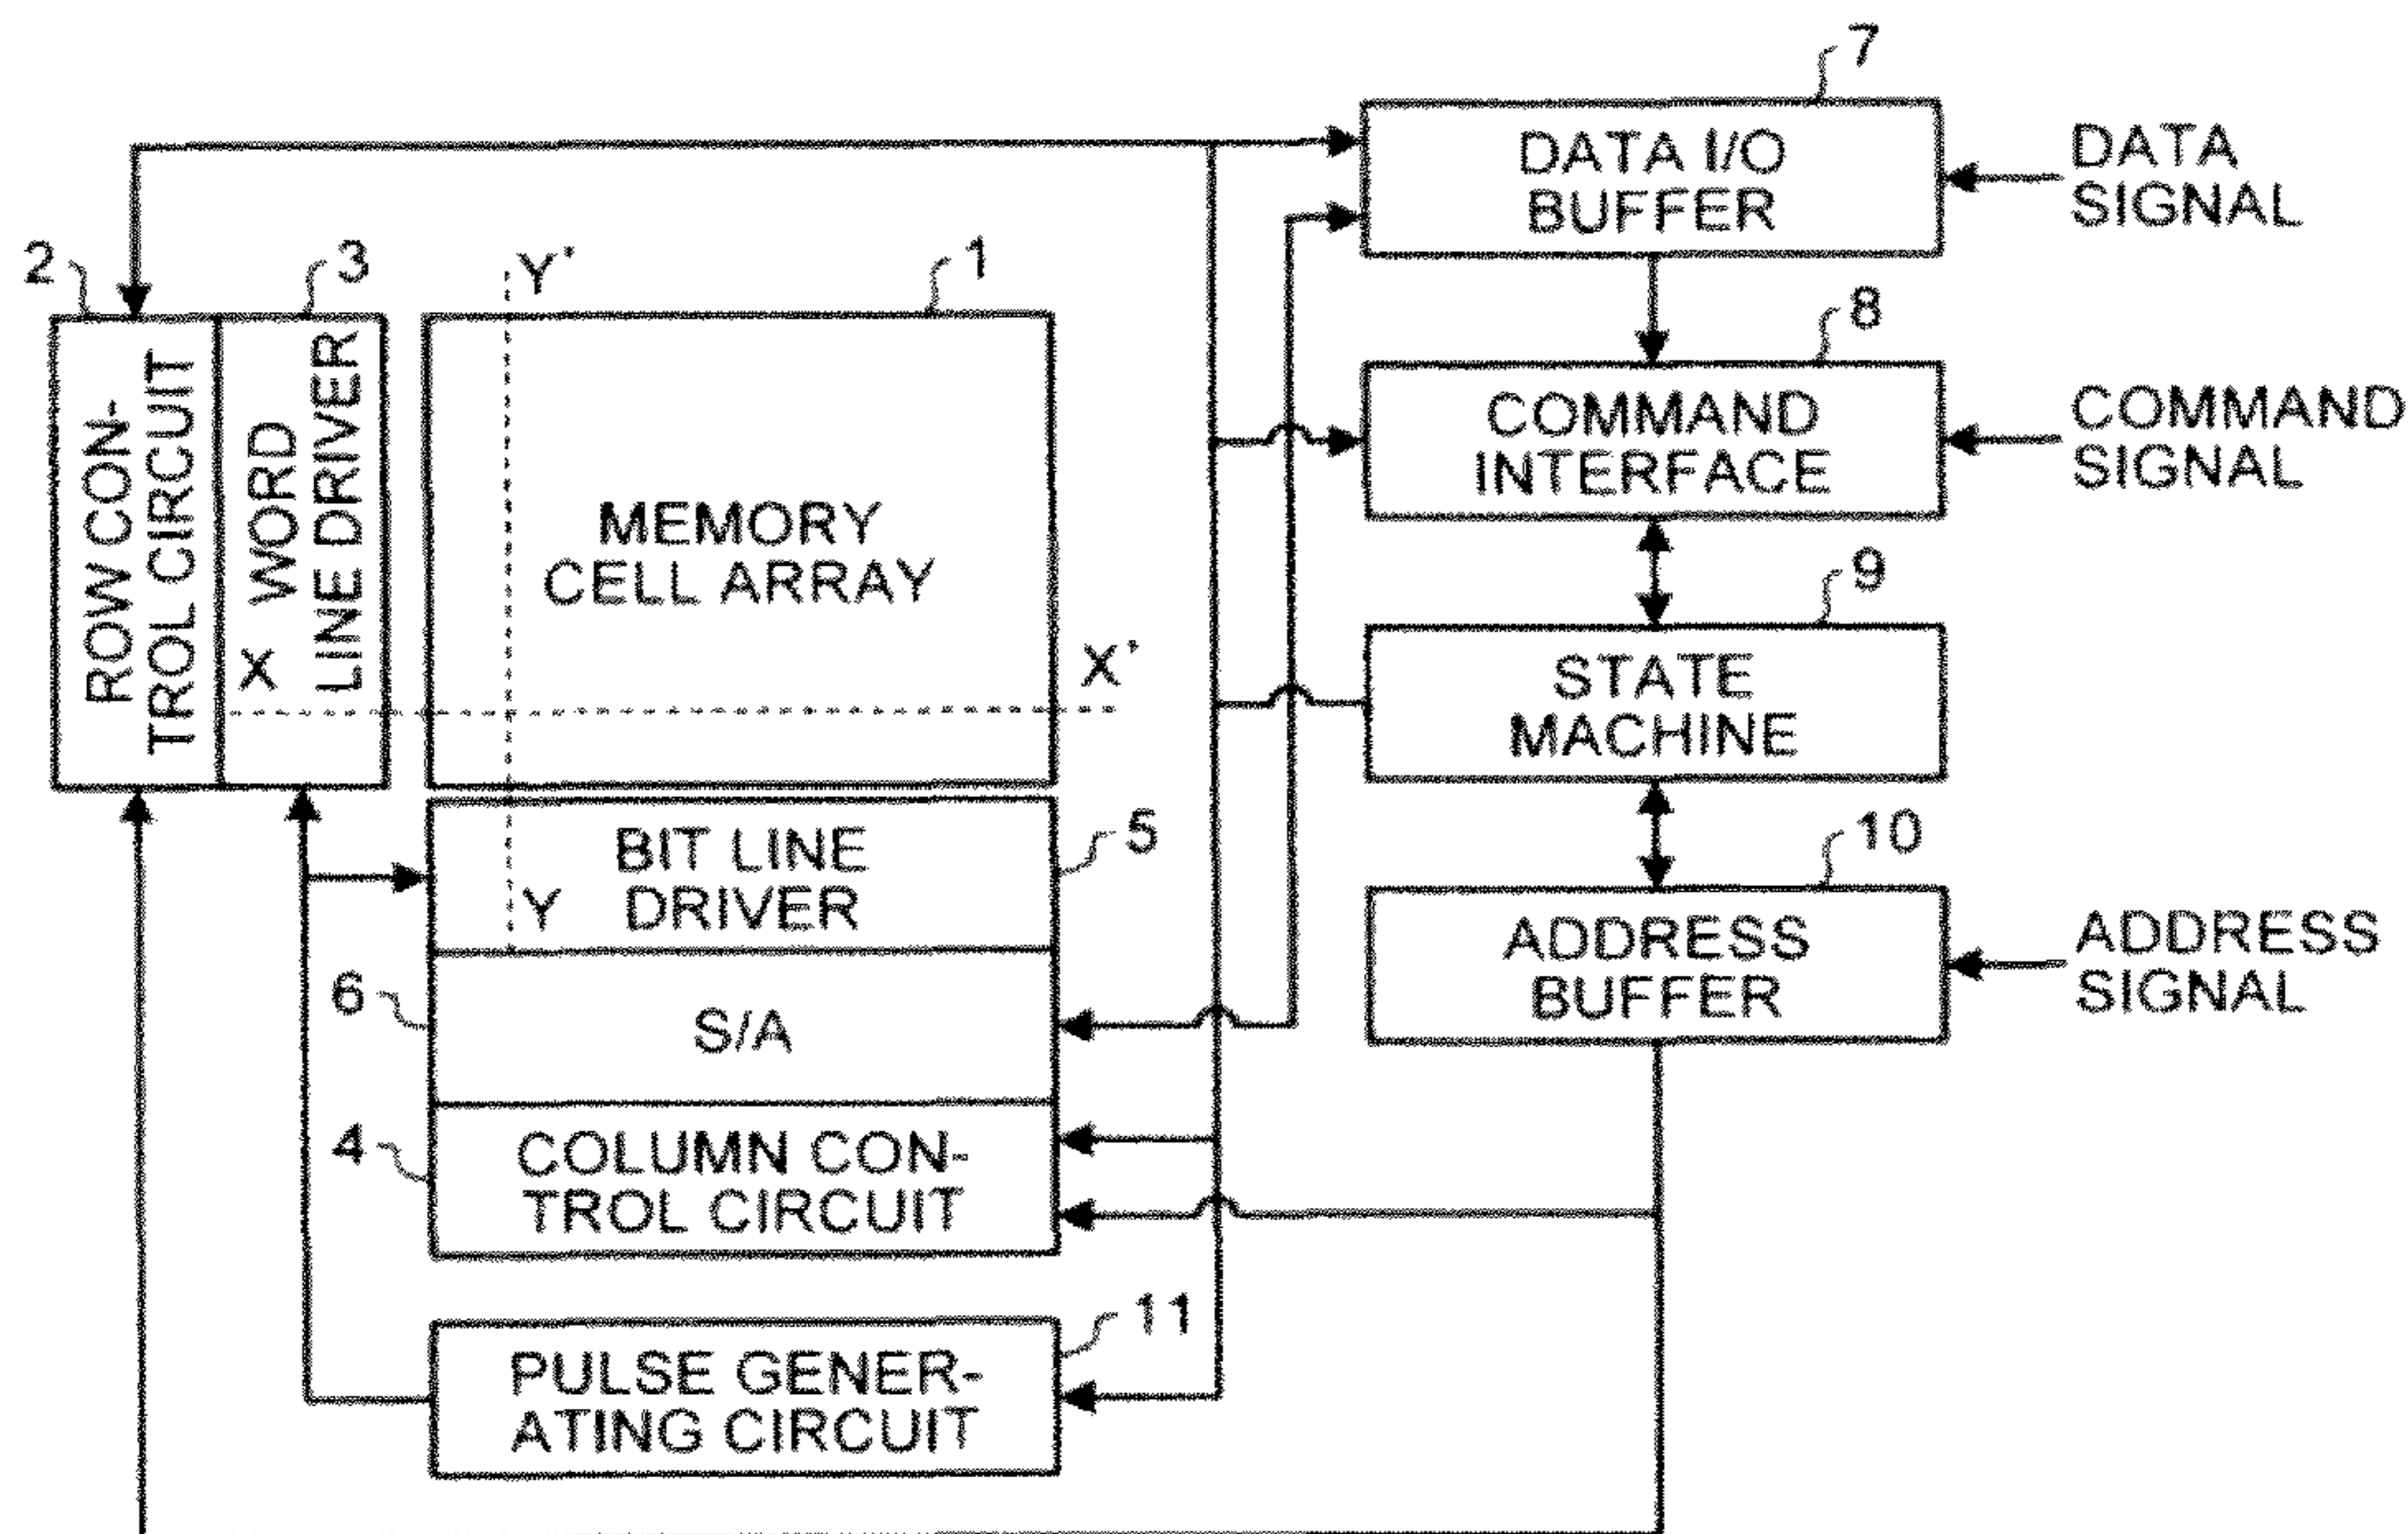 7
DATA I/O
BUFFER
DATA
SIGNAL
2
3
Y'
1
8
ROW CON-
TROL CIRCUIT
X WORD
LINE DRIVER
MEMORY
CELL ARRAY
X'
COMMAND
INTERFACE
COMMAND
SIGNAL
9
STATE
MACHINE
5
BIT LINE
DRIVER
Y
10
ADDRESS
BUFFER
ADDRESS
SIGNAL
6
S/A
4
COLUMN CON-
TROL CIRCUIT
11
PULSE GENER-
ATING CIRCUIT